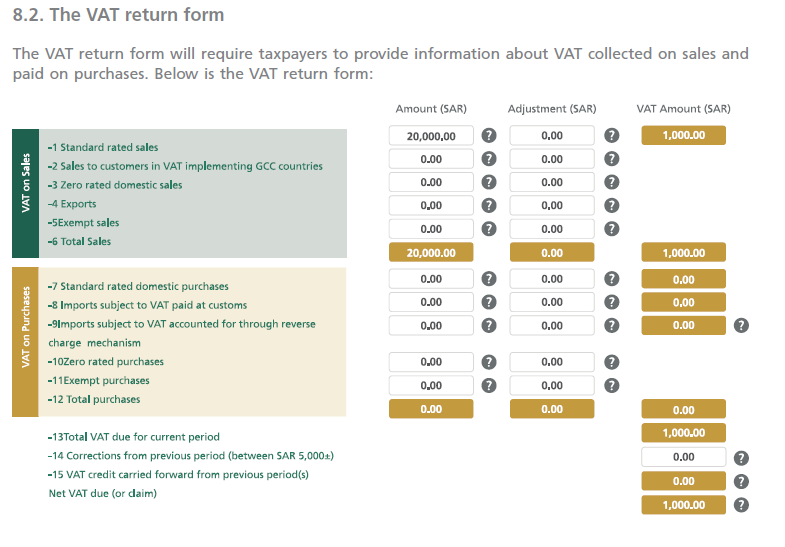 8.2. The VAT return form
The VAT return form will require taxpayers to provide information about VAT collected on sales and
paid on purchases. Below is the VAT return form:
Amount (SAR) Adjustment (SAR) VAT Amount (SAR)
VAT on Sales
-1 Standard rated sales 20,000,00 ? 0,00 ? 1,000.00
-2 Sales to customers in VAT implementing GCC countries 0.00 ? 0.00 ?
-3 Zero rated domestic sales 0.00 ? 0.00 ?
-4 Exports 0,00 ? 0,00 ?
-5Exempt sales 0.00 ? 0.00 ?
-6 Total Sales 20,000.00 0.00 1,000.00
VAT on Purchases
-7 Standard rated domestic purchases 0.00 ? 0.00 ? 0.00
-8 Imports subject to VAT paid at customs 0.00 ? 0.00 ? 0,00
-9Imports subject to VAT accounted for through reverse 0,00 ? 0,00 ? 0.00 ?
charge mechanism
-10Zero rated purchases 0,00 ? 0,00 ?
-11Exempt purchases 0,00 ? 0,00 ?
-12 Total purchases 0.00 0.00 0.00
-13Total VAT due for current period 1,000.00
-14 Corrections from previous period (between SAR 5,000±) 0.00 ?
-15 VAT credit carried forward from previous period(s) 0.00 ?
Net VAT due (or claim) 1,000.00 ?